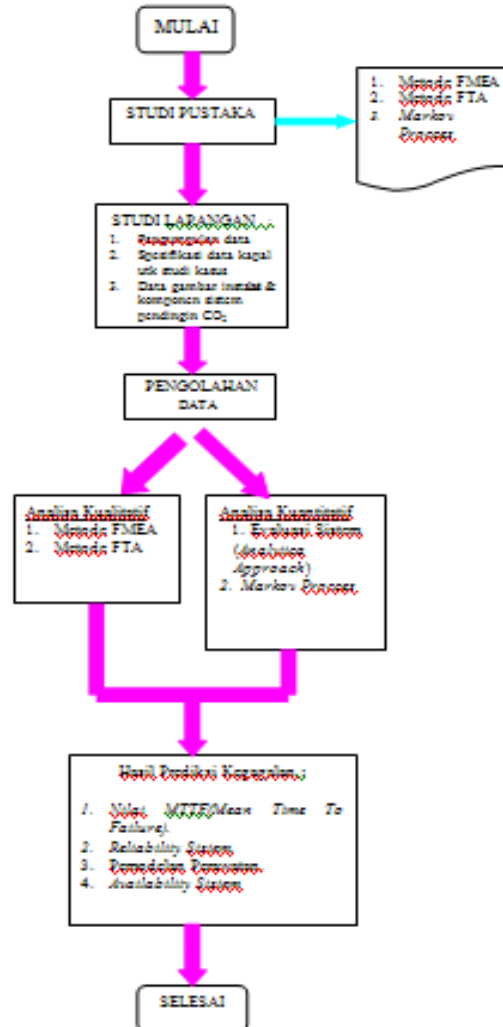 MULAI
STUDI PUSTAKA
1. Metode FMEA
2. Metode FTA
3. Markov
Process
STUDI LAPANGAN :
1. data
2. Spesifikasi data kapal
utk studi kasus
3. Data gambar instalasi &
komponen sistem
pendingin CO₂
PENGOLAHAN
DATA
Analisa Kualitatif
1. Metode FMEA
2. Metode FTA
Analisa Kuantitatif
1. Evaluasi Sistem
(Analytica
Approach)
2. Markov Process
Hasil Prediksi Kegagalan :
1. Nilai MTTF(Mean Time To
Failure).
2. Reliability Sistem
3. Pemodelan Perawatan
4. Availability Sistem
SELESAI